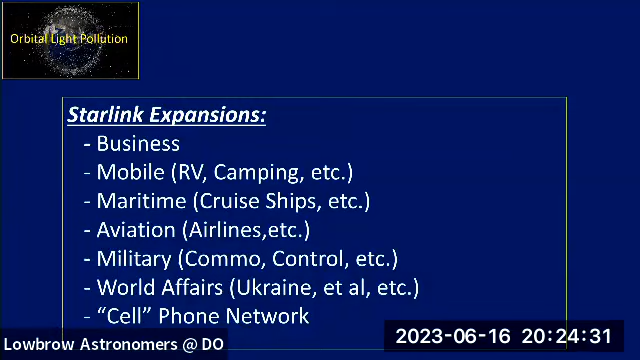 Orbital Light Pollution
Starlink Expansions:
- Business
- Mobile (RV, Camping, etc.)
- Maritime (Cruise Ships, etc.)
- Aviation (Airlines,etc.)
- Military (Commo, Control, etc.)
- World Affairs (Ukraine, et al, etc.)
- “Cell” Phone Network
Lowbrow Astronomers @ DO
2023-06-16 20:24:31